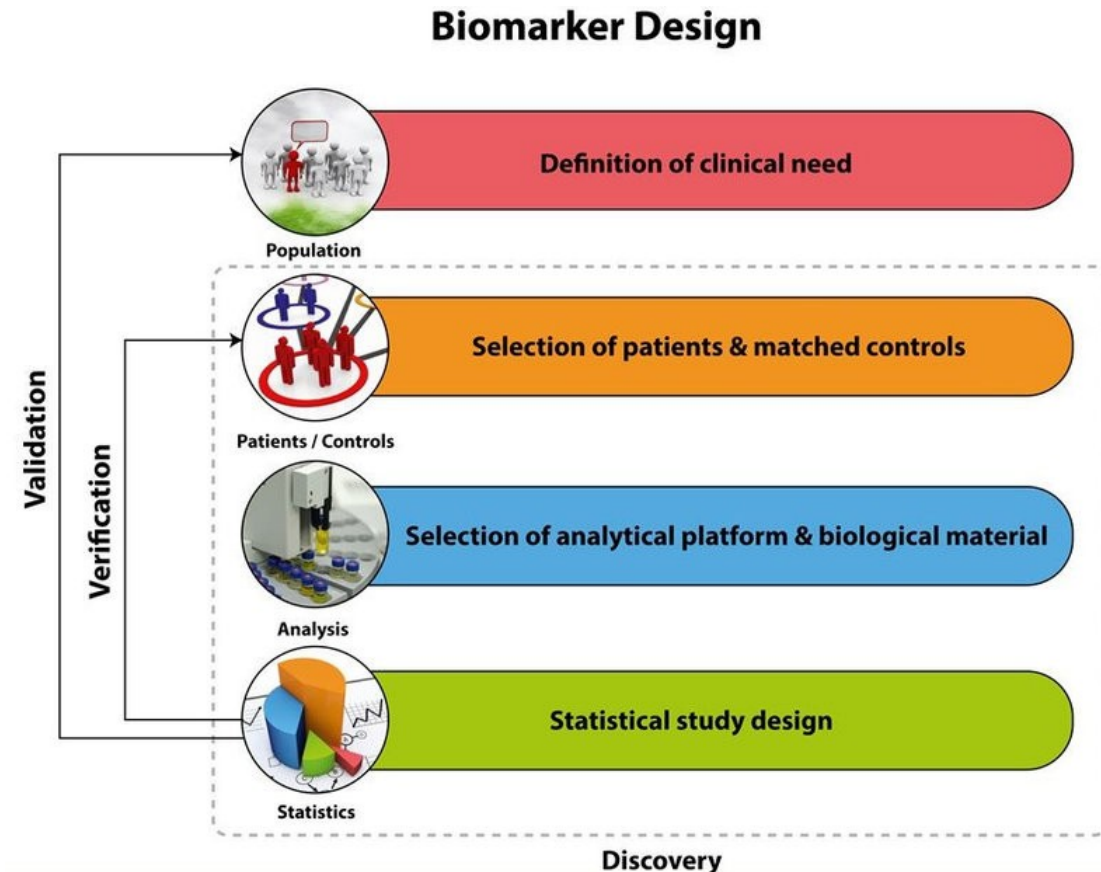 Biomarker Design
Definition of clinical need
Population
Selection of patients & matched controls
Patients / Controls
Validation
Verification
Selection of analytical platform & biological material
Analysis
Statistical study design
Statistics
Discovery